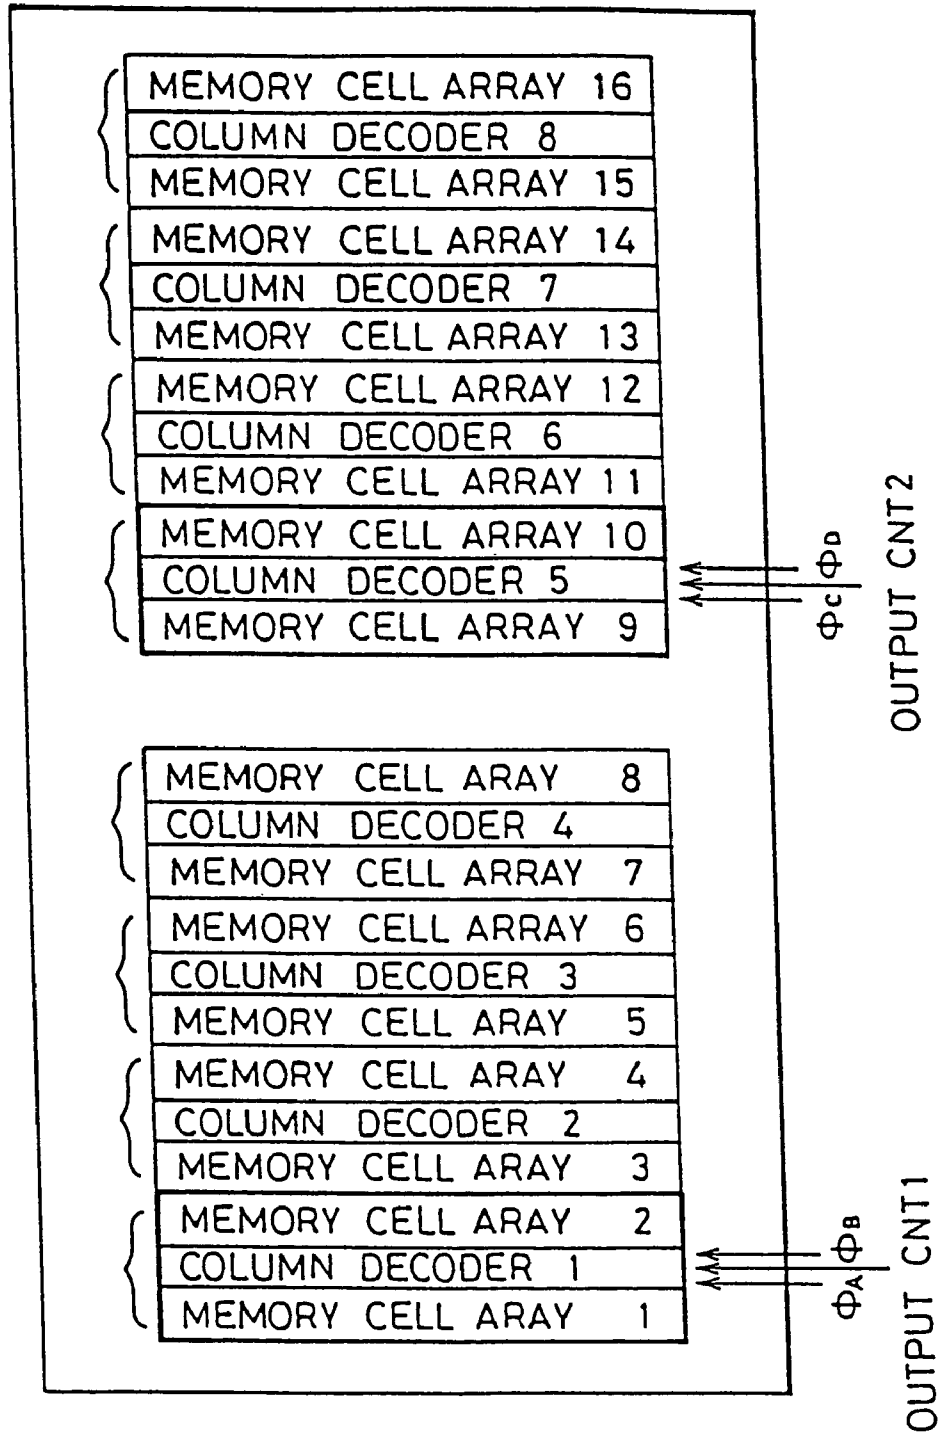 MEMORY CELL ARRAY 16
COLUMN DECODER 8
MEMORY CELL ARRAY 15
MEMORY CELL ARRAY 14
COLUMN DECODER 7
MEMORY CELL ARRAY 13
MEMORY CELL ARRAY 12
COLUMN DECODER 6
MEMORY CELL ARRAY 11
MEMORY CELL ARRAY 10
COLUMN DECODER 5
MEMORY CELL ARRAY 9
ΦC ΦD
OUTPUT CNT2
MEMORY CELL ARAY 8
COLUMN DECODER 4
MEMORY CELL ARRAY 7
MEMORY CELL ARRAY 6
COLUMN DECODER 3
MEMORY CELL ARAY 5
MEMORY CELL ARAY 4
COLUMN DECODER 2
MEMORY CELL ARAY 3
MEMORY CELL ARAY 2
COLUMN DECODER 1
MEMORY CELL ARAY 1
ΦA ΦB
OUTPUT CNT1